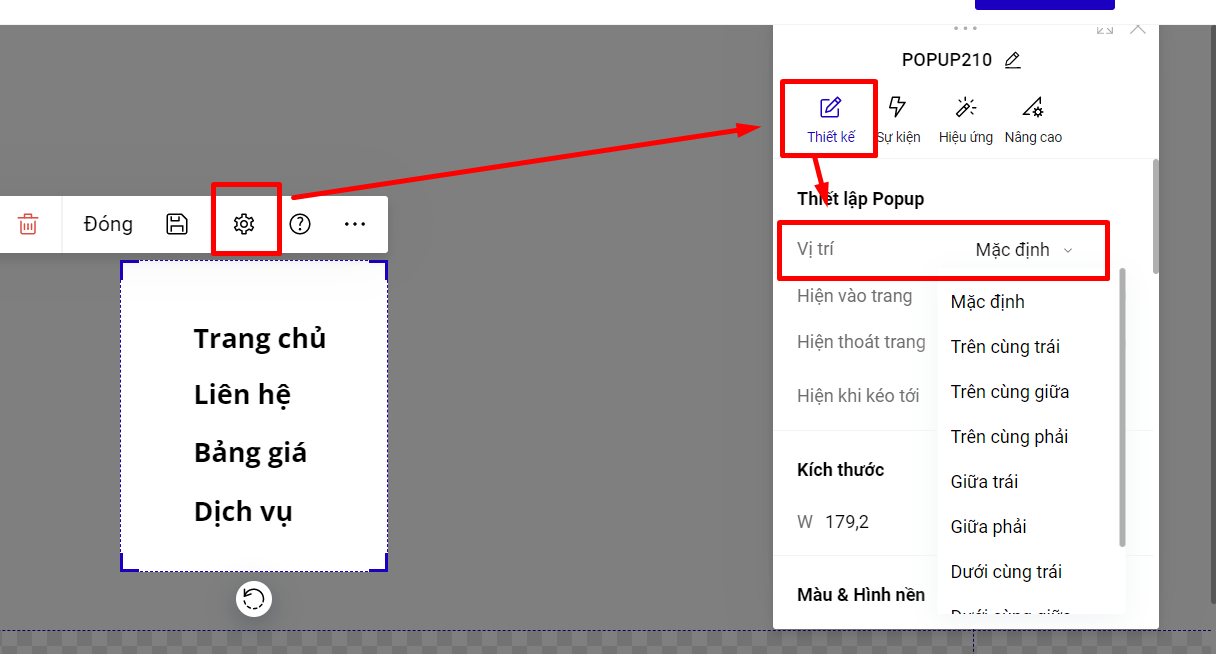 POPUP210
Thiết kế
Sự kiện
Hiệu ứng
Nâng cao
Thiết lập Popup
Đóng
Vị trí
Mặc định
Hiện vào trang
Mặc định
Hiện thoát trang
Trên cùng trái
Hiện khi kéo tới
Trên cùng giữa
Trên cùng phải
Kích thước
Giữa trái
W 179,2
Giữa phải
Dưới cùng trái
Màu & Hình nền
Dưới cùng giữa
Trang chủ
Liên hệ
Bảng giá
Dịch vụ